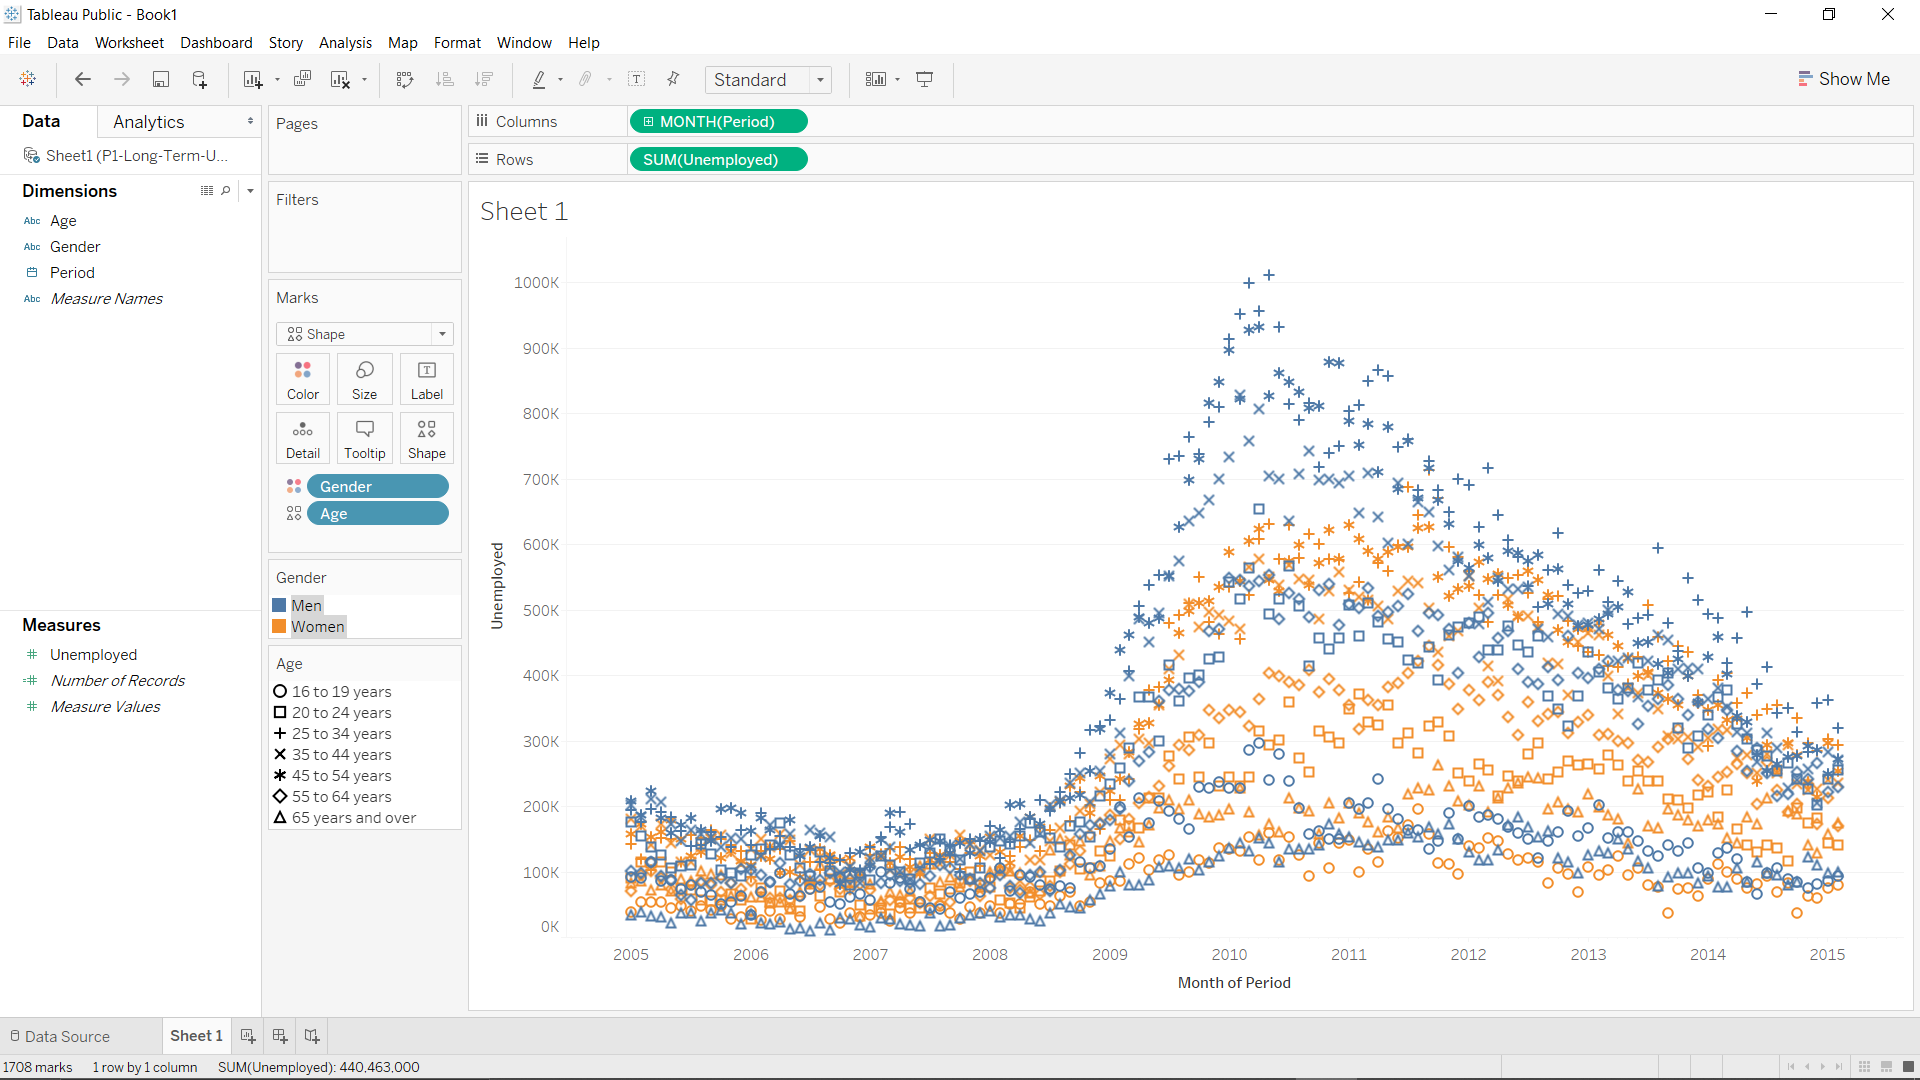 Tableau Public - Book1
File Data Worksheet Dashboard Story Analysis Map Format Window Help
Standard
Show Me
Data Analytics
Sheet1 (P1-Long-Term-U...
Dimensions
Abc Age
Abc Gender
Period
Abc Measure Names
Measures
# Unemployed
=# Number of Records
# Measure Values
Pages
Filters
Marks
Shape
Color Size Label
Detail Tooltip Shape
Gender
Age
Gender
Men
Women
Age
16 to 19 years
20 to 24 years
25 to 34 years
35 to 44 years
45 to 54 years
55 to 64 years
65 years and over
Columns MONTH(Period)
Rows SUM(Unemployed)
Sheet 1
1000K
900K
800K
700K
600K
500K
400K
300K
200K
100K
0K
Unemployed
2005 2006 2007 2008 2009 2010 2011 2012 2013 2014 2015
Month of Period
Data Source Sheet 1
1708 marks 1 row by 1 column SUM(Unemployed): 440,463,000